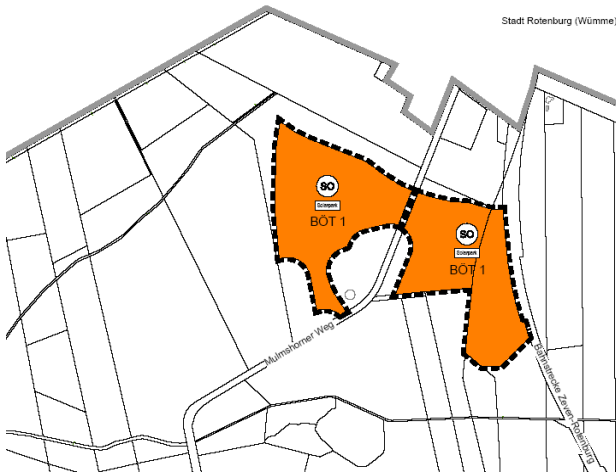 Stadt Rotenburg (Wümme)
SO
Solarpark
BÖT 1
SO
Solarpark
BÖT 1
Mulmshorner Weg
Bahnstrecke Zeven-Rotenburg